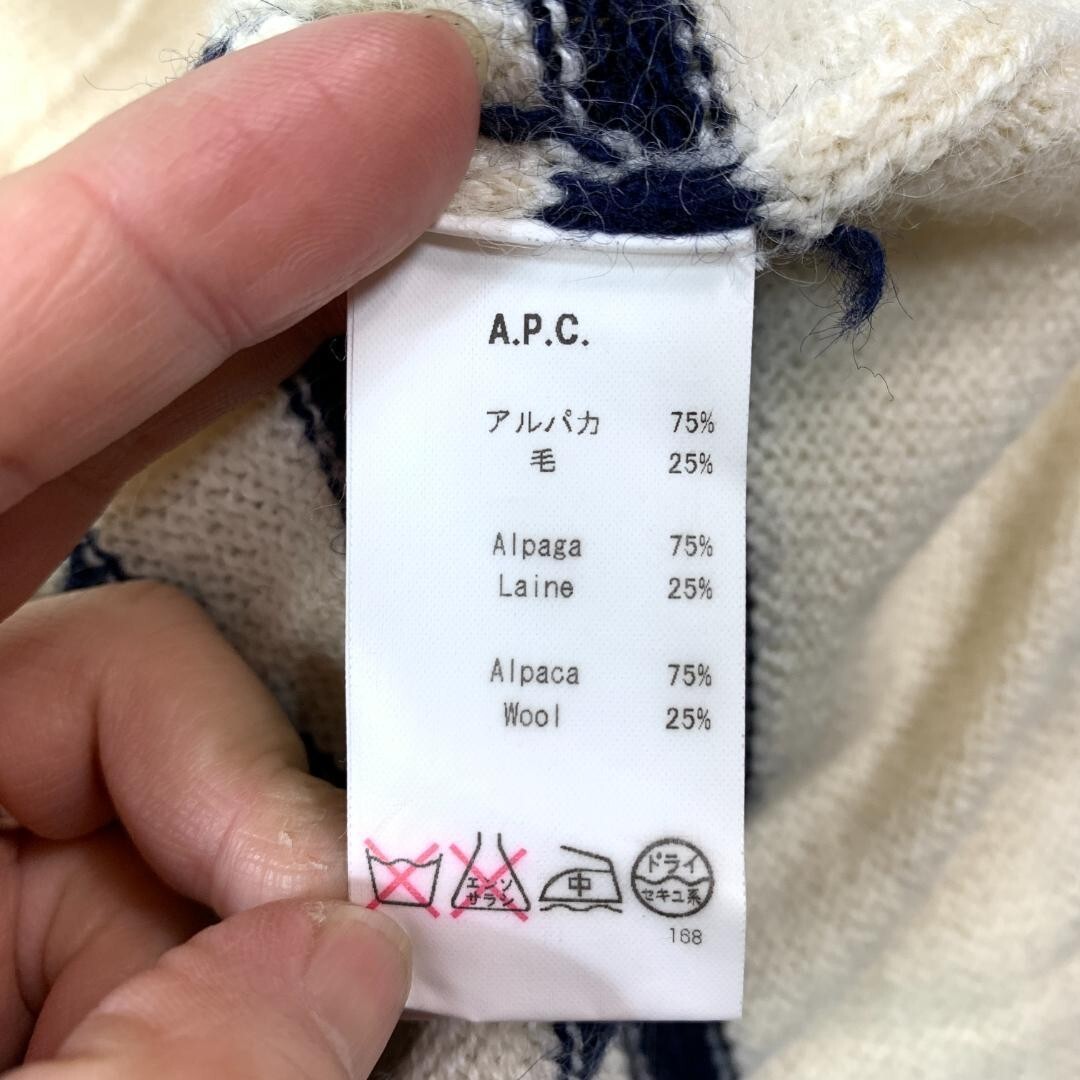 A.P.C.
アルパカ 75%
毛 25%
Alpaga 75%
Laine 25%
Alpaca 75%
Wool 25%
エンソ
サラシ
中
ドライ
セキユ系
168